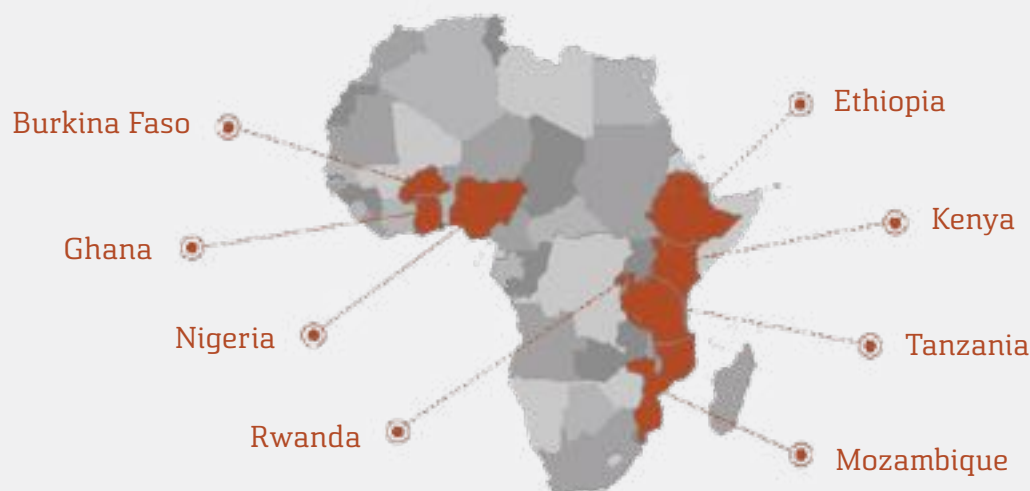 Burkina Faso
Ghana
Nigeria
Rwanda
Ethiopia
Kenya
Tanzania
Mozambique